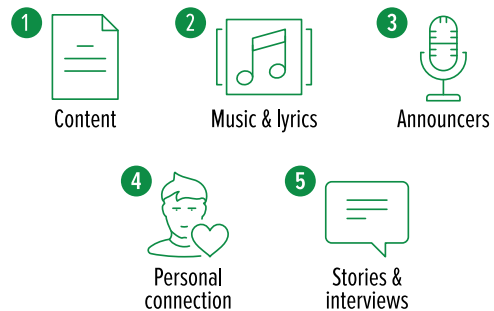 1
Content
2
Music & lyrics
3
Announcers
4
Personal
connection
5
Stories &
interviews